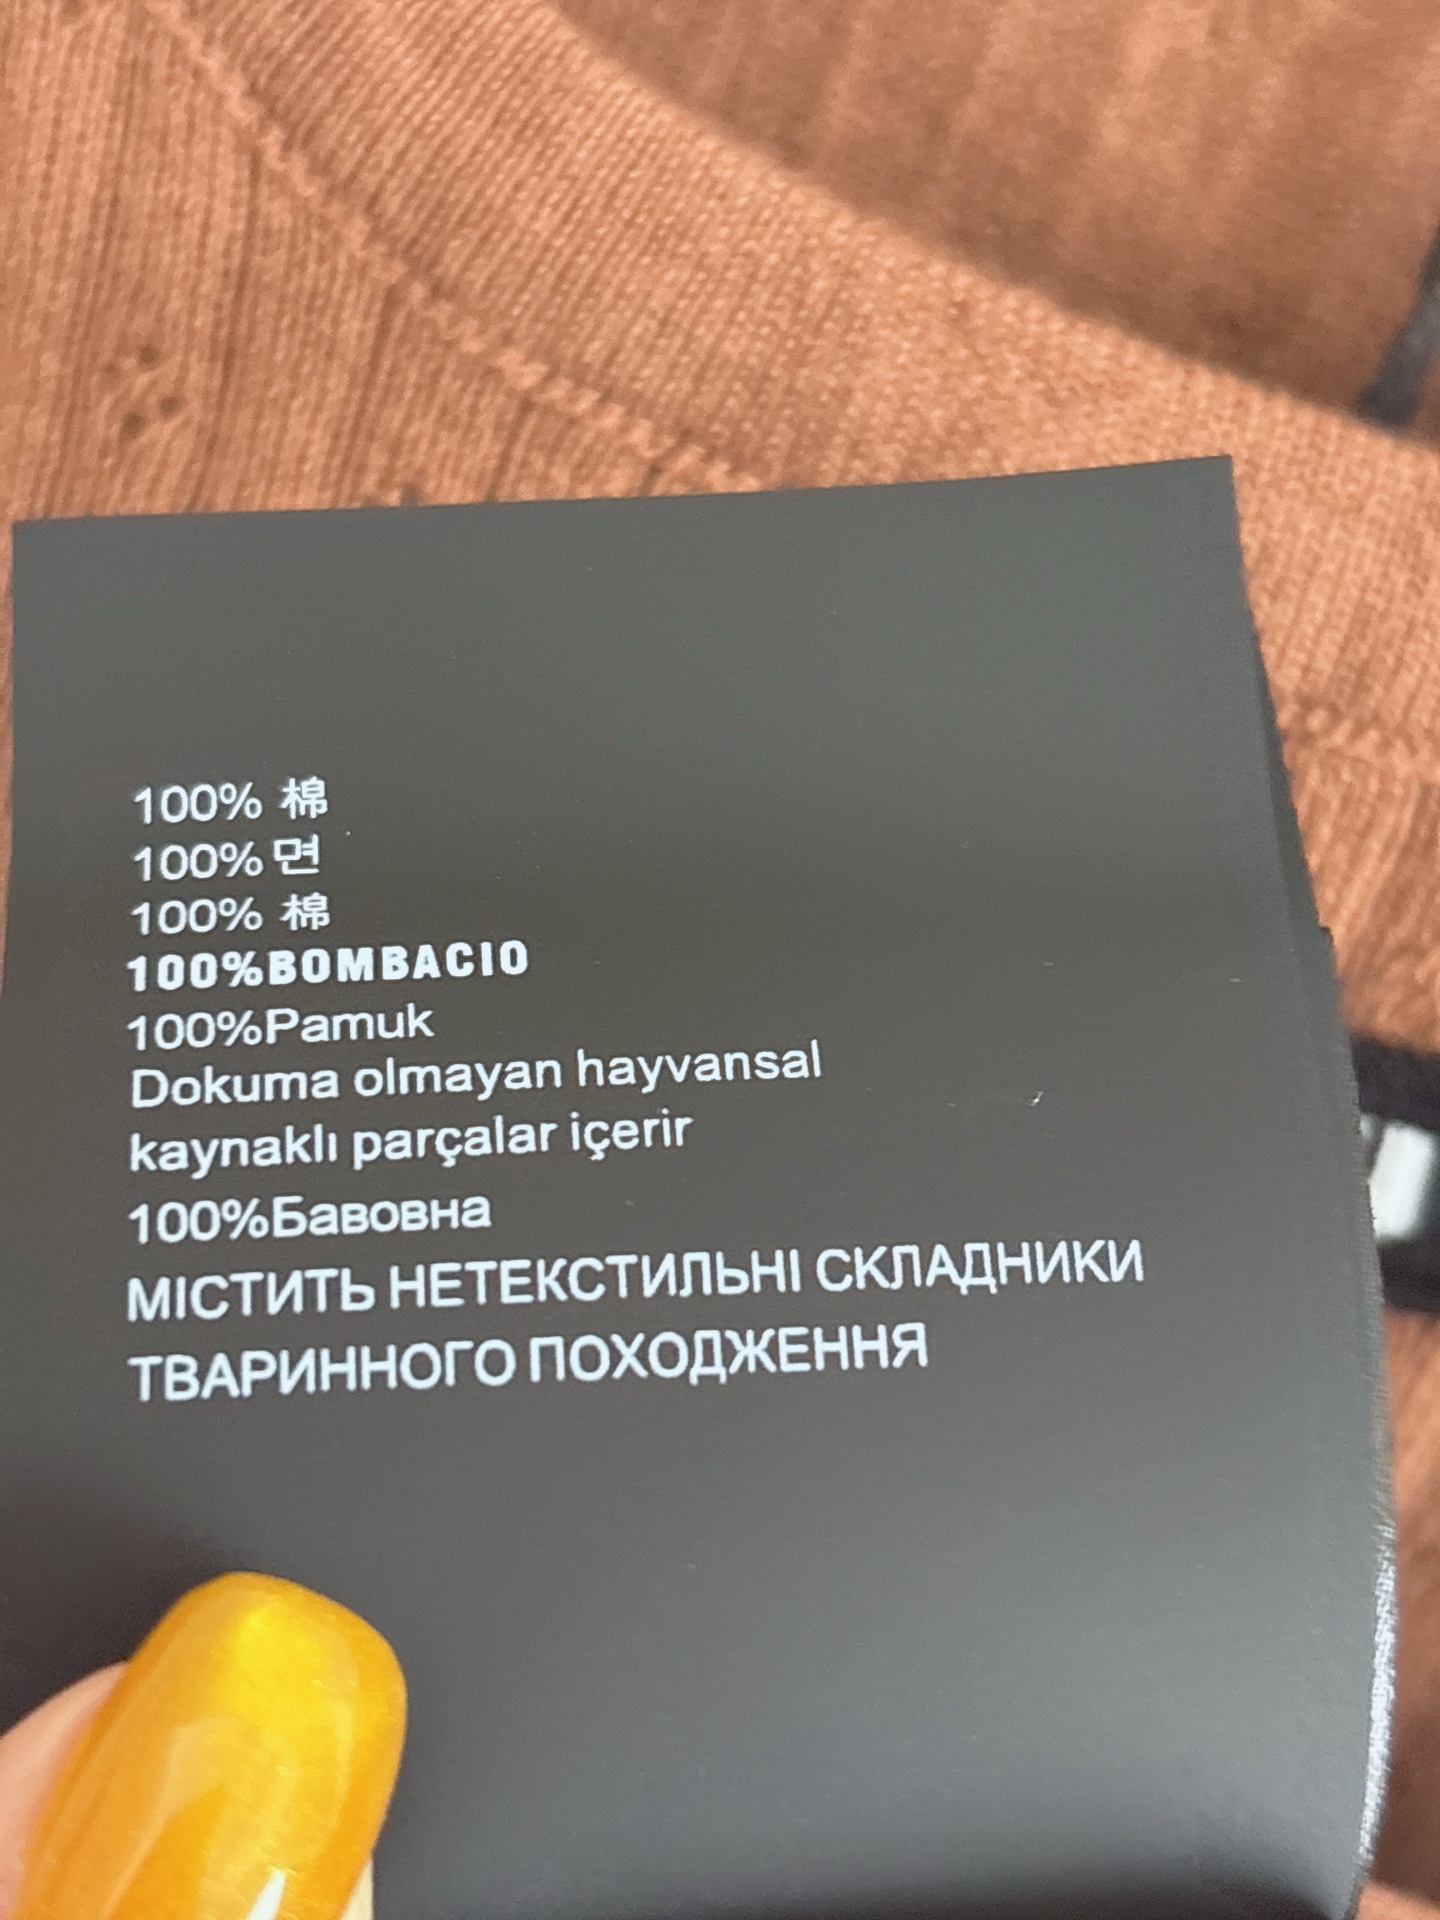 100% 棉
100% 면
100% 棉
100%BOMBACIO
100%Pamuk
Dokuma olmayan hayvansal
kaynaklı parçalar içerir
100%Бавовна
МІСТИТЬ НЕТЕКСТИЛЬНІ СКЛАДНИКИ
ТВАРИННОГО ПОХОДЖЕННЯ